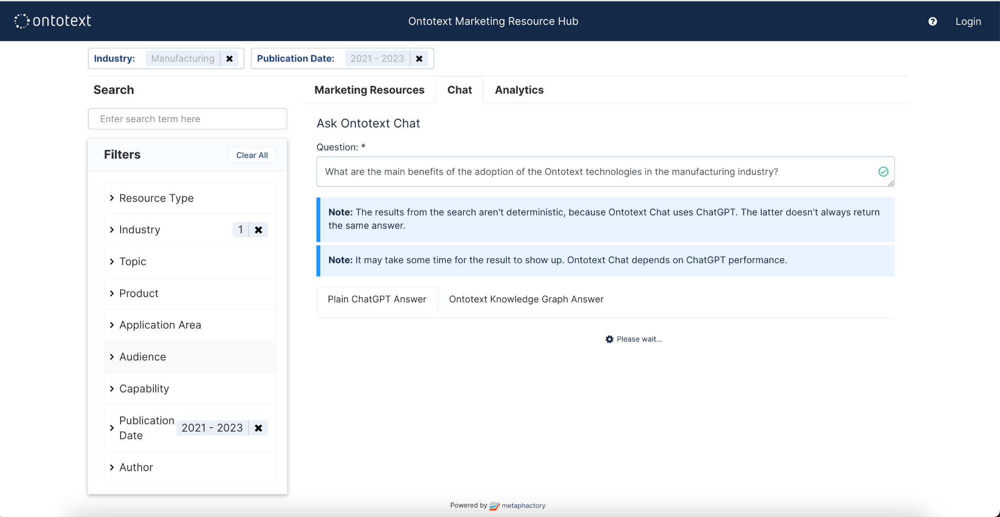 ontotext
Ontotext Marketing Resource Hub
Login
Industry: Manufacturing
Publication Date: 2021 - 2023
Search
Enter search term here
Filters
Clear All
Resource Type
Industry 1
Topic
Product
Application Area
Audience
Capability
Publication
Date
2021 - 2023
Author
Marketing Resources
Chat
Analytics
Ask Ontotext Chat
Question: *
What are the main benefits of the adoption of the Ontotext technologies in the manufacturing industry?
Note: The results from the search aren't deterministic, because Ontotext Chat uses ChatGPT. The latter doesn't always return
the same answer.
Note: It may take some time for the result to show up. Ontotext Chat depends on ChatGPT performance.
Plain ChatGPT Answer
Ontotext Knowledge Graph Answer
Please wait...
Powered by metaphactory